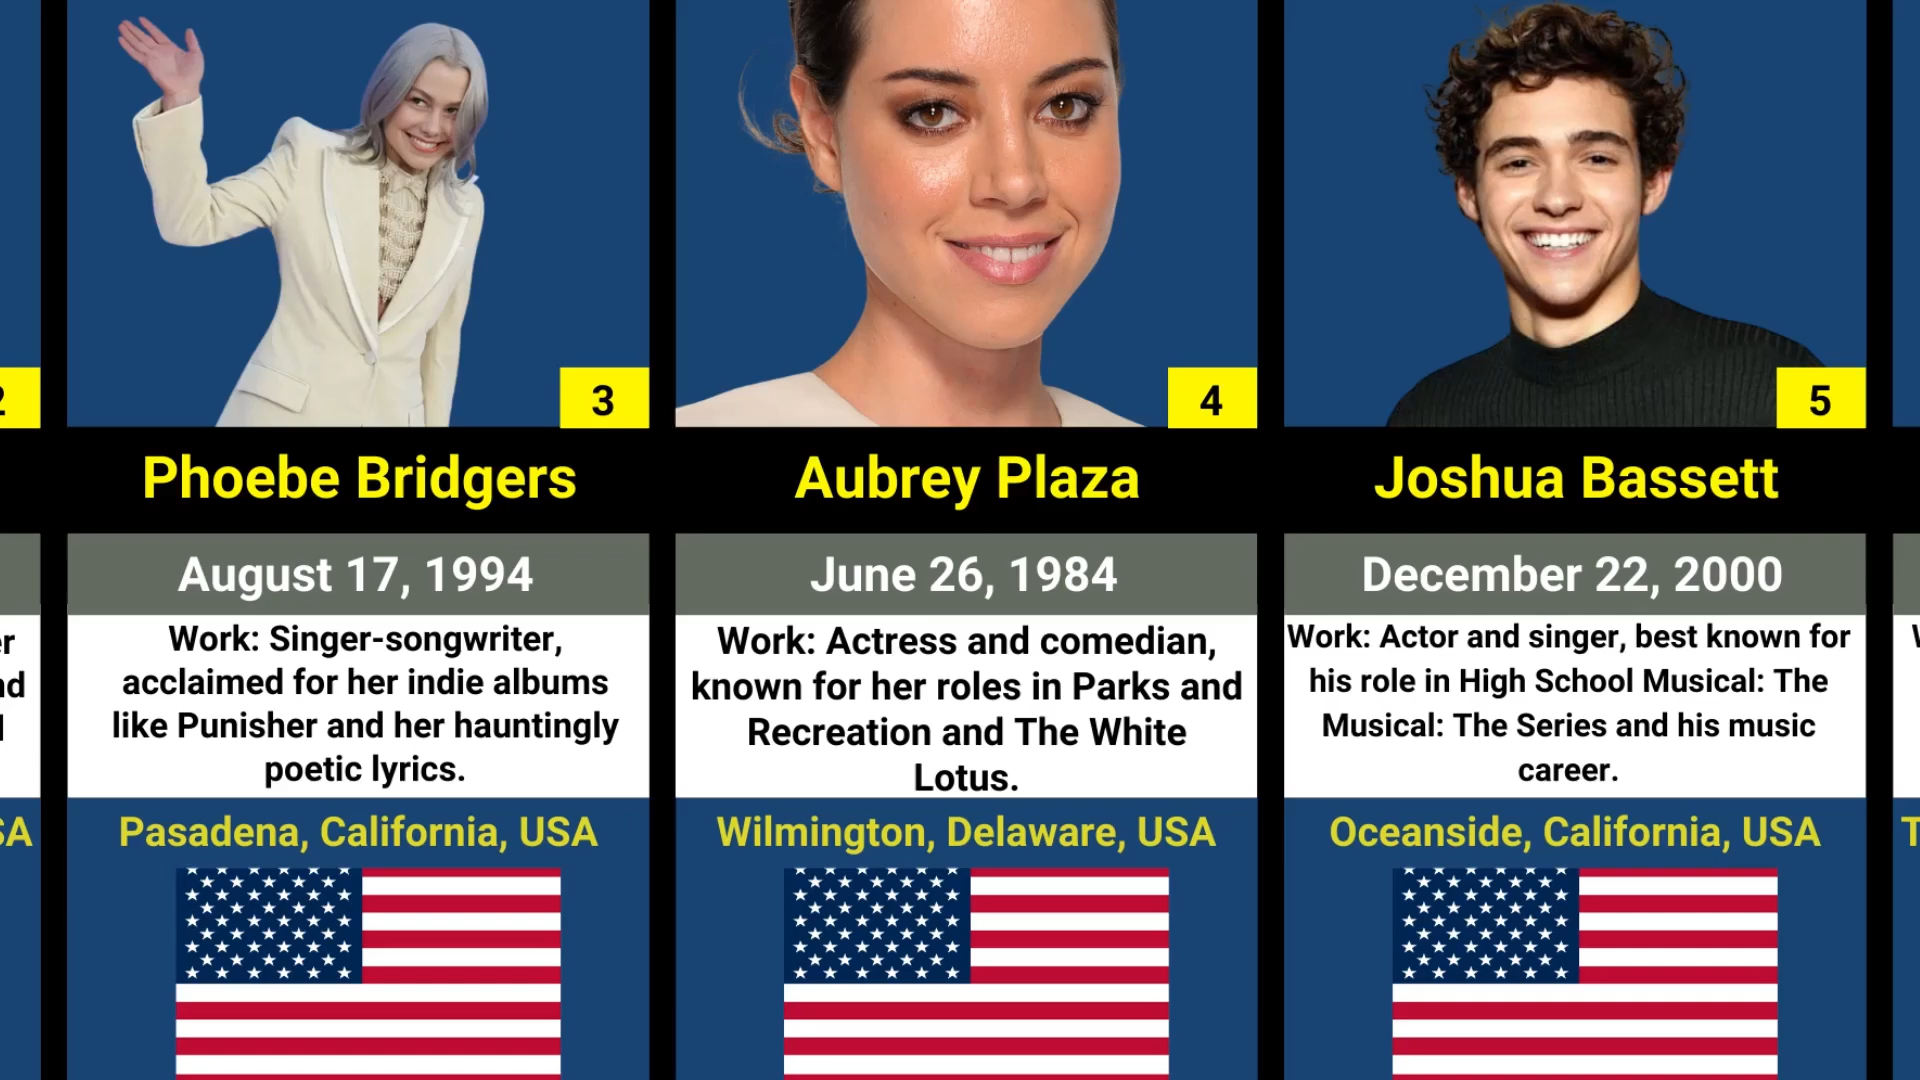 3
Phoebe Bridgers
August 17, 1994
Work: Singer-songwriter,
acclaimed for her indie albums
like Punisher and her hauntingly
poetic lyrics.
Pasadena, California, USA
4
Aubrey Plaza
June 26, 1984
Work: Actress and comedian,
known for her roles in Parks and
Recreation and The White
Lotus.
Wilmington, Delaware, USA
5
Joshua Bassett
December 22, 2000
Work: Actor and singer, best known for
his role in High School Musical: The
Musical: The Series and his music
career.
Oceanside, California, USA